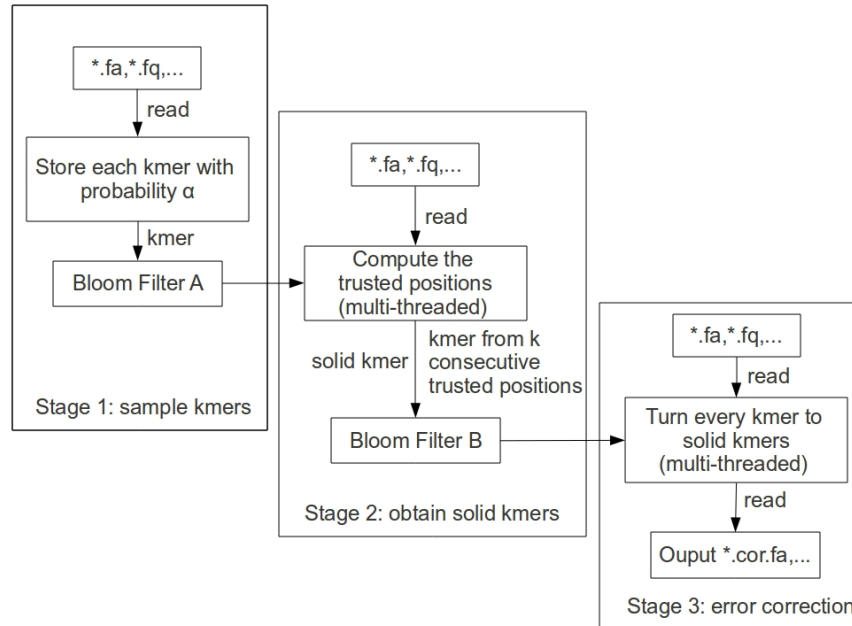 *.fa,*.fq,...
read
Store each kmer with
probability α
kmer
Bloom Filter A
Stage 1: sample kmers
*.fa,*.fq,...
read
Compute the
trusted positions
(multi-threaded)
solid kmer
kmer from k
consecutive
trusted positions
Bloom Filter B
Stage 2: obtain solid kmers
*.fa,*.fq,...
read
Turn every kmer to
solid kmers
(multi-threaded)
read
Ouput *.cor.fa,...
Stage 3: error correction